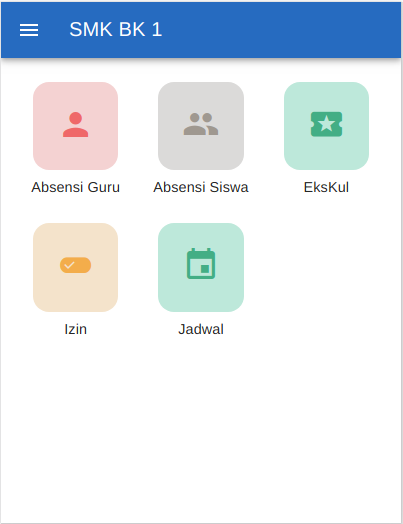 SMK BK 1
Absensi Guru
Absensi Siswa
EksKul
Izin
Jadwal